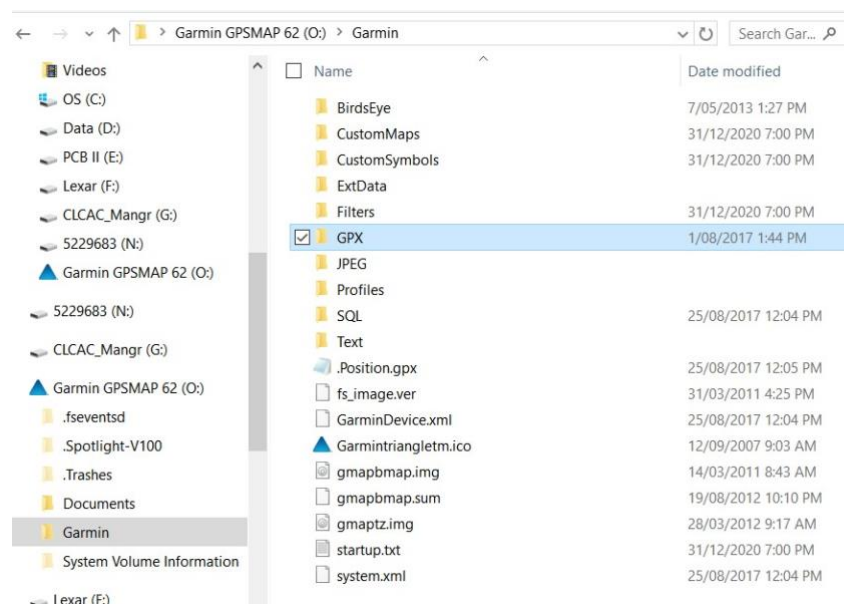 Garmin GPSMAP 62 (O:) > Garmin
Search Gar...
Videos
OS (C:)
Data (D:)
PCB II (E:)
Lexar (F:)
CLCAC_Mangr (G:)
5229683 (N:)
Garmin GPSMAP 62 (O:)
5229683 (N:)
CLCAC_Mangr (G:)
Garmin GPSMAP 62 (O:)
.fseventsd
.Spotlight-V100
.Trashes
Documents
Garmin
System Volume Information
Lexar (F:)
Name Date modified
BirdsEye 7/05/2013 1:27 PM
CustomMaps 31/12/2020 7:00 PM
CustomSymbols 31/12/2020 7:00 PM
ExtData
Filters 31/12/2020 7:00 PM
GPX 1/08/2017 1:44 PM
JPEG
Profiles
SQL 25/08/2017 12:04 PM
Text
.Position.gpx 25/08/2017 12:05 PM
fs_image.ver 31/03/2011 4:25 PM
GarminDevice.xml 25/08/2017 12:04 PM
Garmintriangletm.ico 12/09/2007 9:03 AM
gmapbmap.img 14/03/2011 8:43 AM
gmapbmap.sum 19/08/2012 10:10 PM
gmaptz.img 28/03/2012 9:17 AM
startup.txt 31/12/2020 7:00 PM
system.xml 25/08/2017 12:04 PM